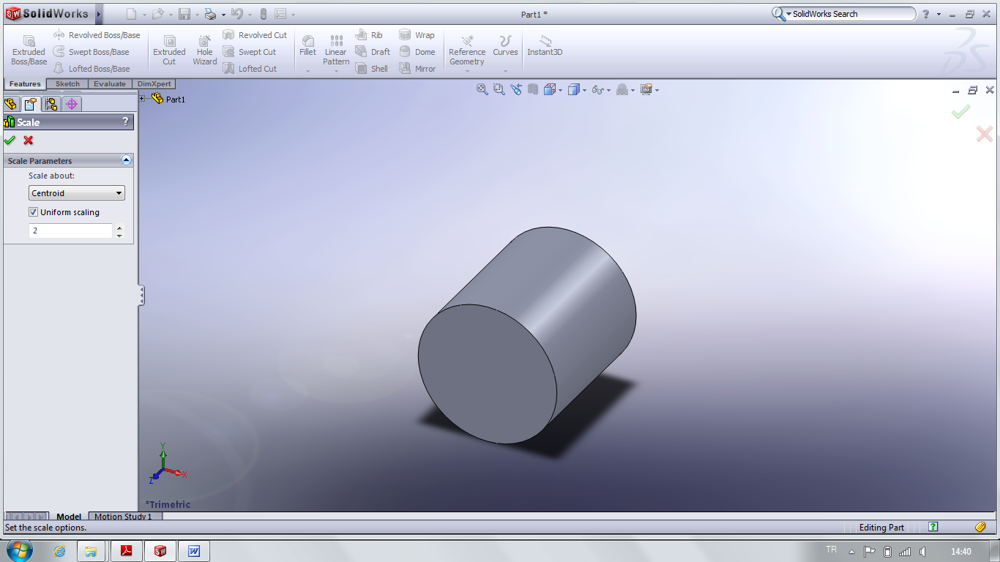 SolidWorks
Part1 *
SolidWorks Search
?
Extruded Boss/Base
Revolved Boss/Base
Swept Boss/Base
Lofted Boss/Base
Extruded Cut
Hole Wizard
Revolved Cut
Swept Cut
Lofted Cut
Fillet
Linear Pattern
Rib
Draft
Shell
Wrap
Dome
Mirror
Reference Geometry
Curves
Instant3D
Features
Sketch
Evaluate
DimXpert
Part1
Scale
?
Scale Parameters
Scale about:
Centroid
Uniform scaling
2
Y
X
Z
*Trimetric
Model
Motion Study 1
Set the scale options.
Editing Part
?
TR
14:40